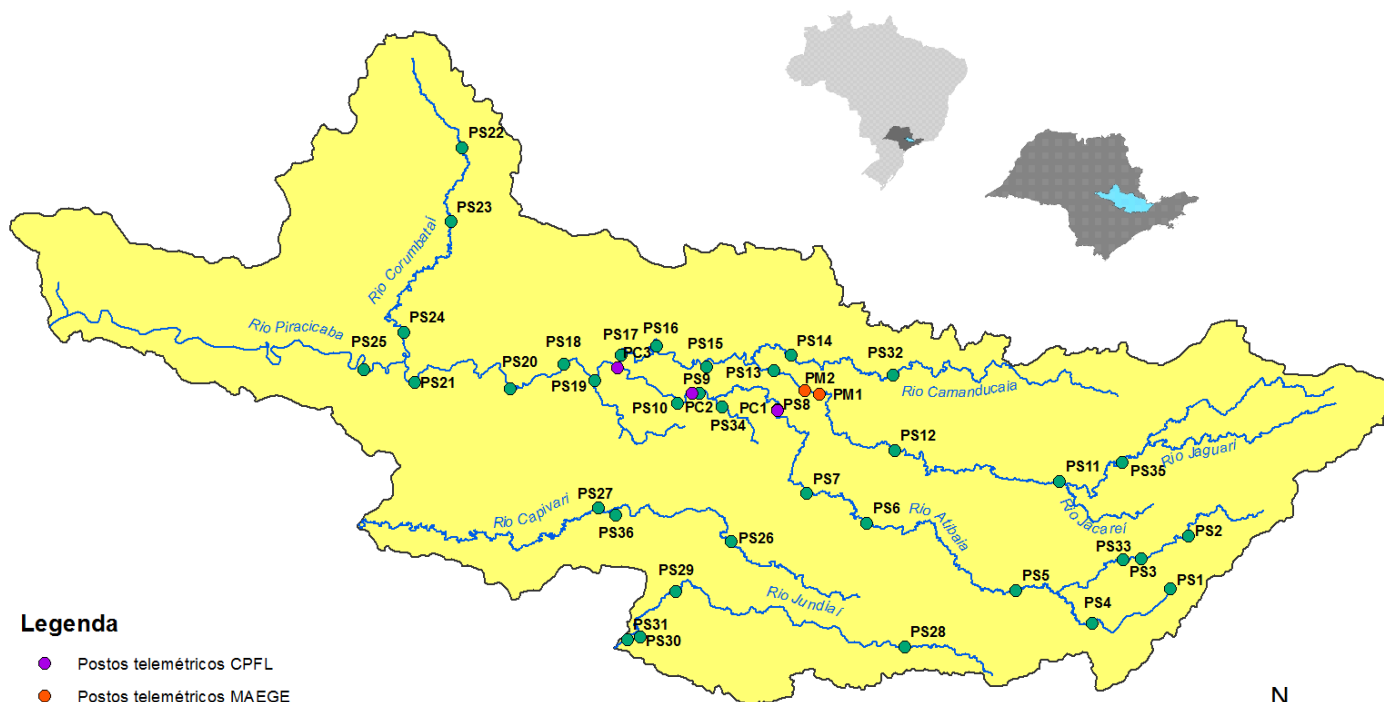 PS22
PS23
Rio Corumbataí
PS24
Rio Piracicaba
PS25
PS21
PS20
PS18
PS19
PS17
PC3
PS16
PS15
PS14
PS13
PS32
Rio Camanducaia
PM2
PM1
PS9
PS10
PC2
PS34
PC1
PS8
PS12
PS11
PS35
Rio Jaguari
Rio Jacareí
PS7
PS6
Rio Atibaia
PS2
PS33
PS3
PS1
PS5
PS4
PS27
Rio Capivari
PS36
PS26
PS29
Rio Jundiaí
PS28
PS31
PS30
Legenda
Postos telemétricos CPFL
Postos telemétricos MAEGE
N